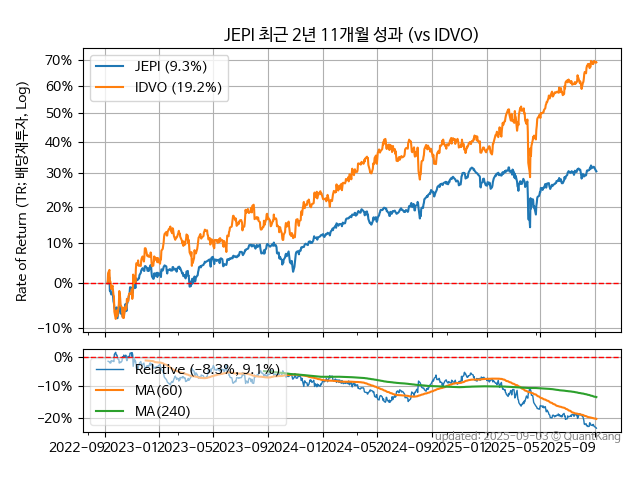 JEPI 최근 2년 11개월 성과 (vs IDVO)
Rate of Return (TR: 배당재투자, Log)
70%
60%
50%
40%
30%
20%
10%
0%
−10%
JEPI (9.3%)
IDVO (19.2%)
0%
−10%
−20%
Relative (−8.3%, 9.1%)
MA(60)
MA(240)
updated: 2025-09-03 © QuantKang
2022-09 2023-01 2023-05 2023-09 2024-01 2024-05 2024-09 2025-01 2025-05 2025-09